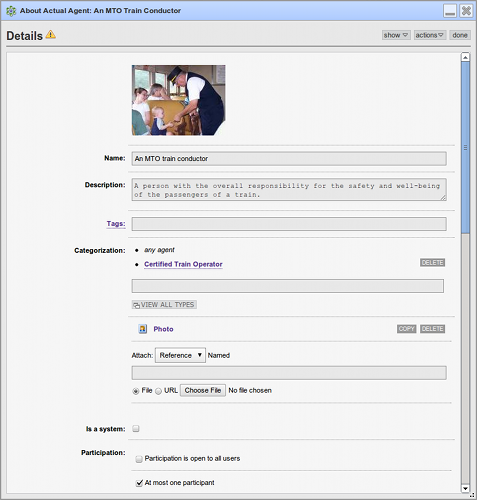 About Actual Agent: An MTO Train Conductor
Details
show actions done
Name: An MTO train conductor
Description: A person with the overall responsibility for the safety and well-being
of the passengers of a train.
Tags:
Categorization: any agent
Certified Train Operator DELETE
VIEW ALL TYPES
Photo COPY DELETE
Attach: Reference Named
File URL Choose File No file chosen
Is a system:
Participation:
Participation is open to all users
At most one participant